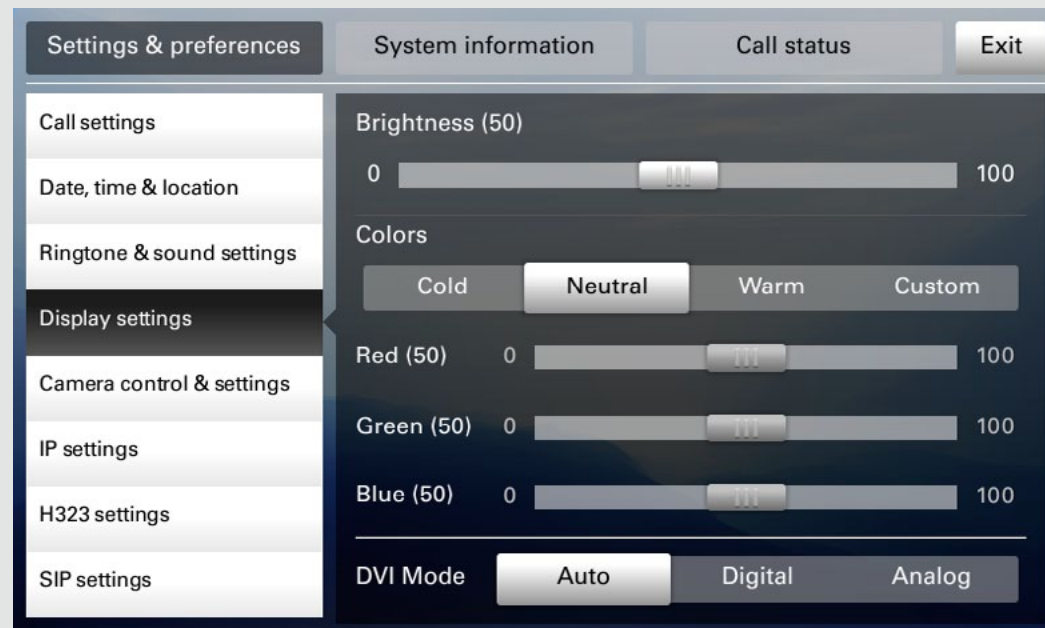 Settings & preferences
System information
Call status
Exit
Call settings
Date, time & location
Ringtone & sound settings
Display settings
Camera control & settings
IP settings
H323 settings
SIP settings
Brightness (50)
0 100
Colors
Cold Neutral Warm Custom
Red (50) 0 100
Green (50) 0 100
Blue (50) 0 100
DVI Mode Auto Digital Analog